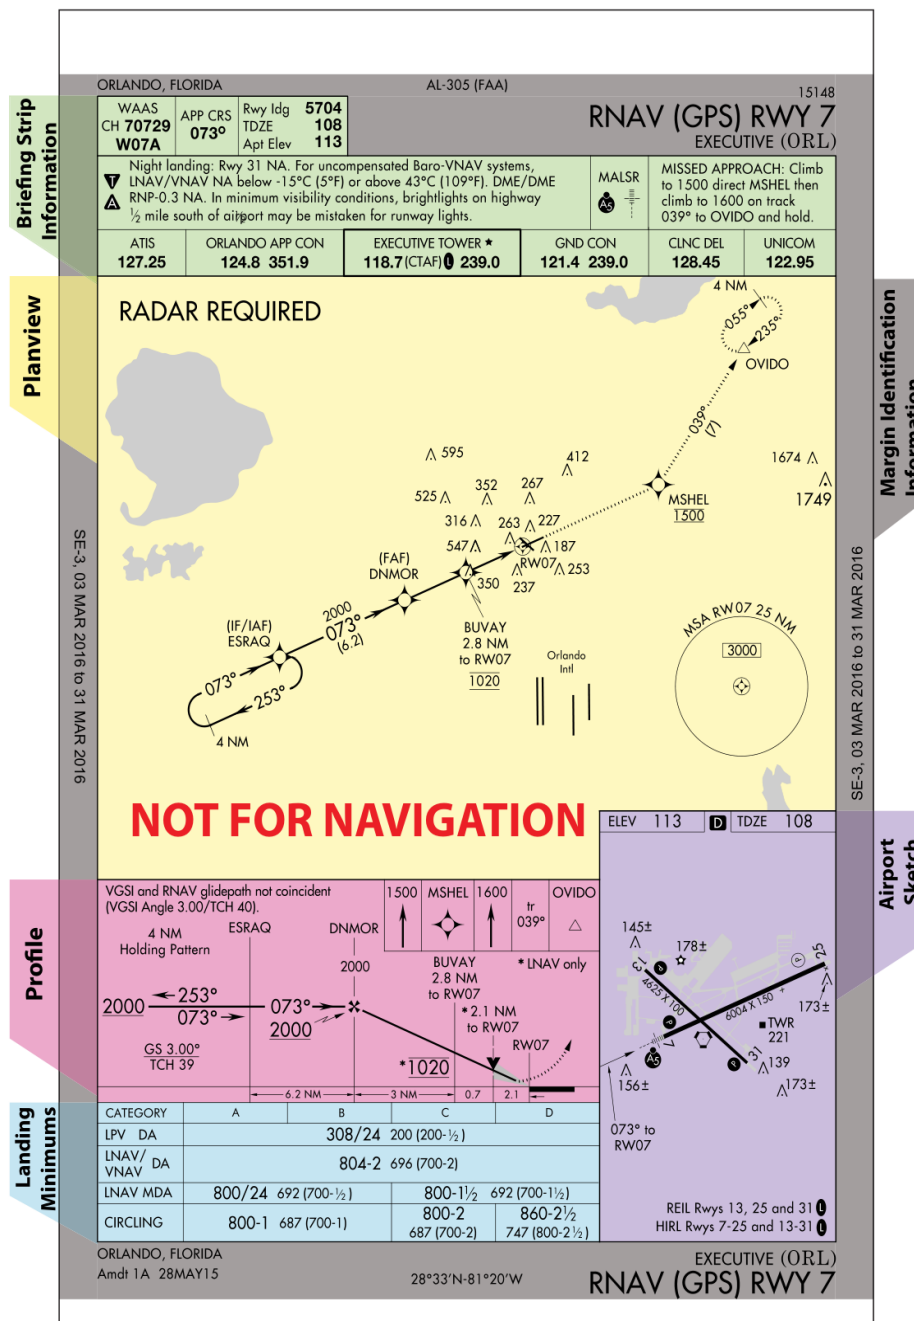 ORLANDO, FLORIDA
AL-305 (FAA)
15148
Briefing Strip
Information
WAAS
CH 70729
W07A
APP CRS
073°
Rwy ldg 5704
TDZE 108
Apt Elev 113
RNAV (GPS) RWY 7
EXECUTIVE (ORL)
T
A
Night landing: Rwy 31 NA. For uncompensated Baro-VNAV systems,
LNAV/VNAV NA below -15°C (5°F) or above 43°C (109°F). DME/DME
RNP-0.3 NA. In minimum visibility conditions, brightlights on highway
½ mile south of airport may be mistaken for runway lights.
MALSR
A5
MISSED APPROACH: Climb
to 1500 direct MSHEL then
climb to 1600 on track
039° to OVIDO and hold.
ATIS
127.25
ORLANDO APP CON
124.8 351.9
EXECUTIVE TOWER ★
118.7 (CTAF) L 239.0
GND CON
121.4 239.0
CLNC DEL
128.45
UNICOM
122.95
Planview
Margin Identification
Information
RADAR REQUIRED
4 NM
055°
235°
OVIDO
039°
(7)
595
412
1674
1749
525
352
267
MSHEL
1500
316
263
227
547
187
RW07
350
237
253
(FAF)
DNMOR
2000
073°
(6.2)
(IF/IAF)
ESRAQ
BUVAY
2.8 NM
to RW07
1020
073°
253°
4 NM
Orlando
Intl
MSA RW07 25 NM
3000
SE-3, 03 MAR 2016 to 31 MAR 2016
SE-3, 03 MAR 2016 to 31 MAR 2016
NOT FOR NAVIGATION
Airport
Sketch
ELEV 113
D
TDZE 108
145±
178±
P
P
P
P
13
31
7
25
4625 X 100
6004 X 150
173±
TWR
221
A5
156±
139
173±
073° to
RW07
REIL Rwys 13, 25 and 31 L
HIRL Rwys 7-25 and 13-31 L
Profile
VGSI and RNAV glidepath not coincident
(VGSI Angle 3.00/TCH 40).
1500
MSHEL
1600
tr
039°
OVIDO
4 NM
Holding Pattern
ESRAQ
DNMOR
2000
BUVAY
2.8 NM
to RW07
* LNAV only
2000
253°
073°
073°
2000
*2.1 NM
to RW07
RW07
GS 3.00°
TCH 39
*1020
6.2 NM
3 NM
0.7
2.1
Landing
Minimums
CATEGORY A B C D
LPV DA 308/24 200 (200-½)
LNAV/
VNAV DA 804-2 696 (700-2)
LNAV MDA 800/24 692 (700-½) 800-1½ 692 (700-1½)
CIRCLING 800-1 687 (700-1)
800-2
687 (700-2)
860-2½
747 (800-2½)
ORLANDO, FLORIDA
Amdt 1A 28MAY15
28°33'N-81°20'W
EXECUTIVE (ORL)
RNAV (GPS) RWY 7